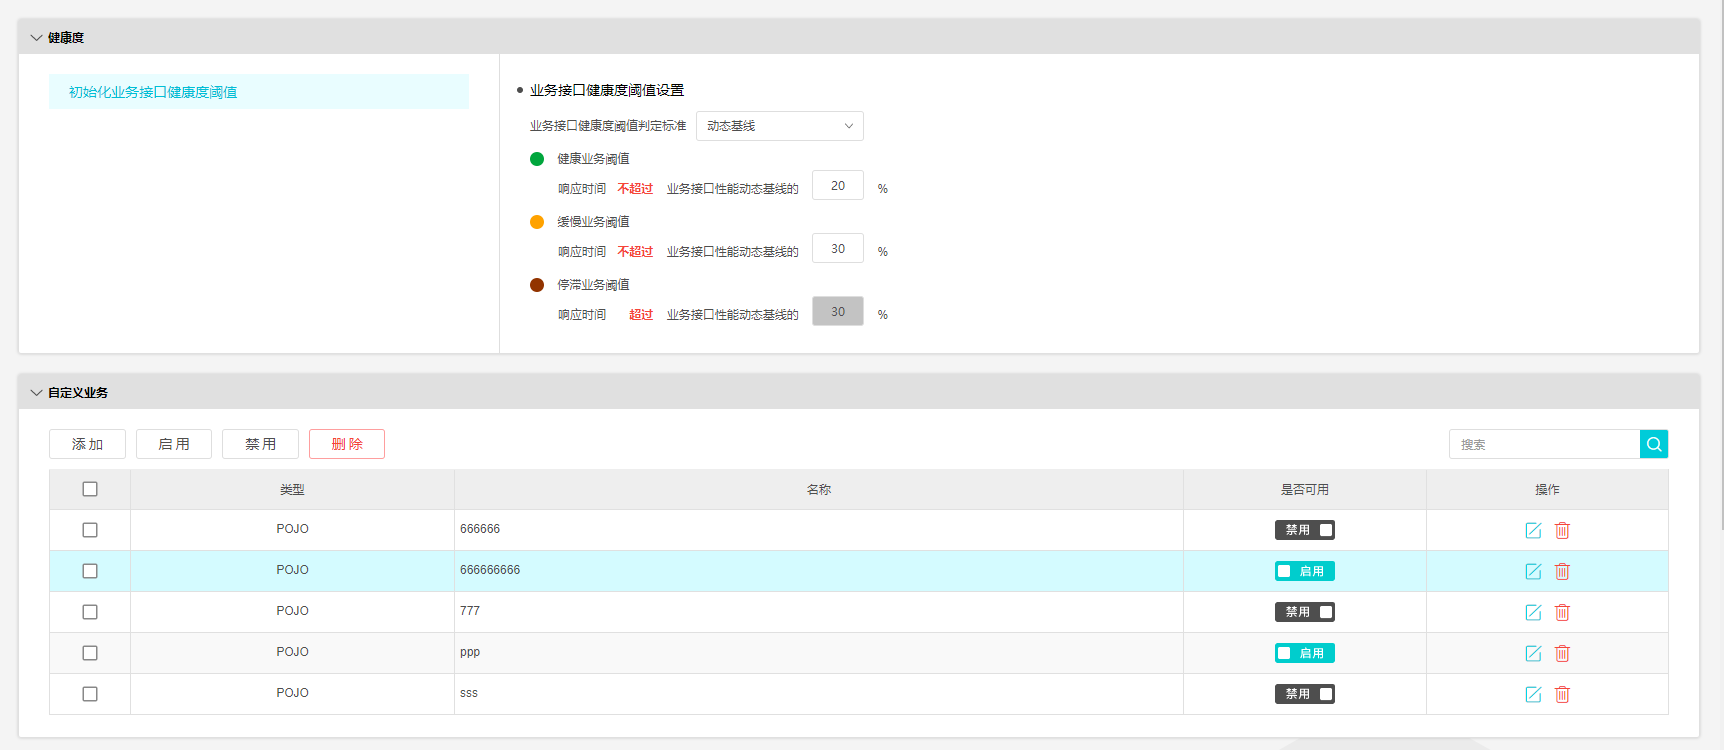 健康度
初始化业务接口健康度阈值
业务接口健康度阈值设置
业务接口健康度阈值判定标准 动态基线
健康业务阈值
响应时间 不超过 业务接口性能动态基线的 20 %
缓慢业务阈值
响应时间 不超过 业务接口性能动态基线的 30 %
停滞业务阈值
响应时间 超过 业务接口性能动态基线的 30 %
自定义业务
添加 启用 禁用 删除 搜索
类型 名称 是否可用 操作
POJO 666666 禁用
POJO 666666666 启用
POJO 777 禁用
POJO ppp 启用
POJO sss 禁用